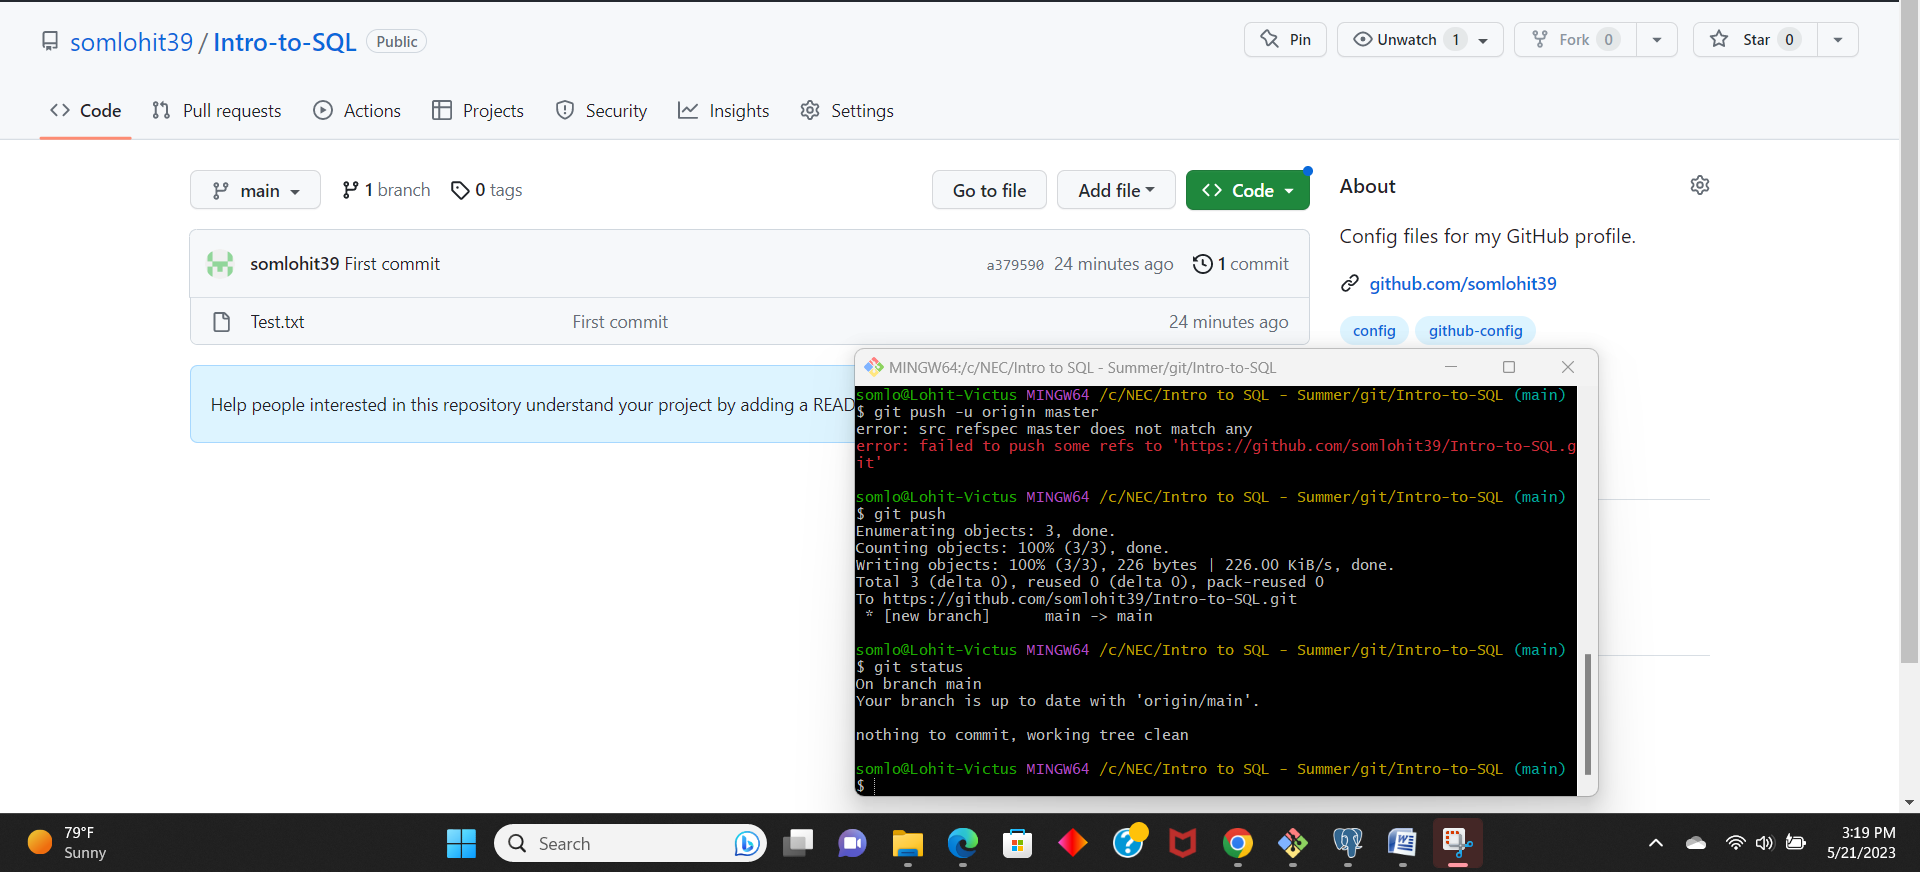 somlohit39 / Intro-to-SQL Public
Pin Unwatch 1 Fork 0 Star 0
Code Pull requests Actions Projects Security Insights Settings
main 1 branch 0 tags Go to file Add file Code
About
Config files for my GitHub profile.
github.com/somlohit39
config github-config
somlohit39 First commit a379590 24 minutes ago 1 commit
Test.txt First commit 24 minutes ago
Help people interested in this repository understand your project by adding a READ
MINGW64:/c/NEC/Intro to SQL - Summer/git/Intro-to-SQL
somlo@Lohit-Victus MINGW64 /c/NEC/Intro to SQL - Summer/git/Intro-to-SQL (main)
$ git push -u origin master
error: src refspec master does not match any
error: failed to push some refs to 'https://github.com/somlohit39/Intro-to-SQL.g
it'
somlo@Lohit-Victus MINGW64 /c/NEC/Intro to SQL - Summer/git/Intro-to-SQL (main)
$ git push
Enumerating objects: 3, done.
Counting objects: 100% (3/3), done.
Writing objects: 100% (3/3), 226 bytes | 226.00 KiB/s, done.
Total 3 (delta 0), reused 0 (delta 0), pack-reused 0
To https://github.com/somlohit39/Intro-to-SQL.git
* [new branch] main -> main
somlo@Lohit-Victus MINGW64 /c/NEC/Intro to SQL - Summer/git/Intro-to-SQL (main)
$ git status
On branch main
Your branch is up to date with 'origin/main'.
nothing to commit, working tree clean
somlo@Lohit-Victus MINGW64 /c/NEC/Intro to SQL - Summer/git/Intro-to-SQL (main)
$
79°F
Sunny
Search
3:19 PM
5/21/2023